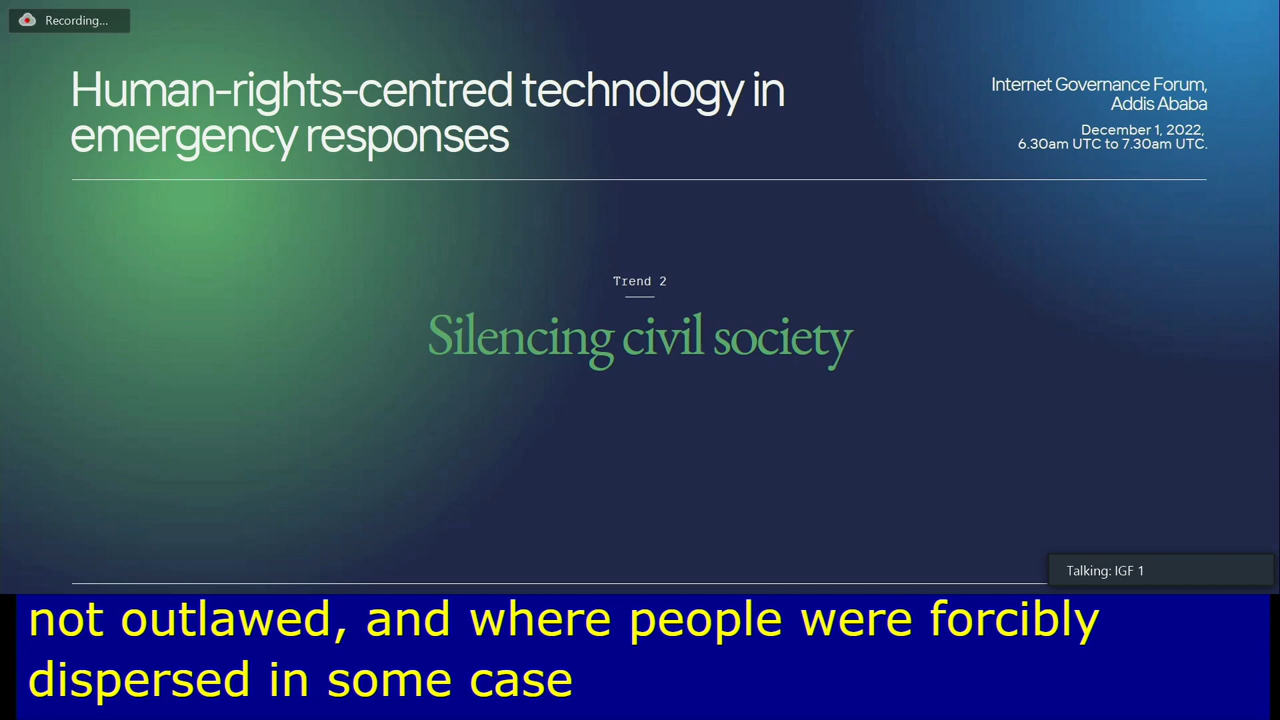 Recording...
Human-rights-centred technology in
emergency responses
Internet Governance Forum,
Addis Ababa
December 1, 2022,
6.30am UTC to 7.30am UTC.
Trend 2
Silencing civil society
Talking: IGF 1
not outlawed, and where people were forcibly
dispersed in some case